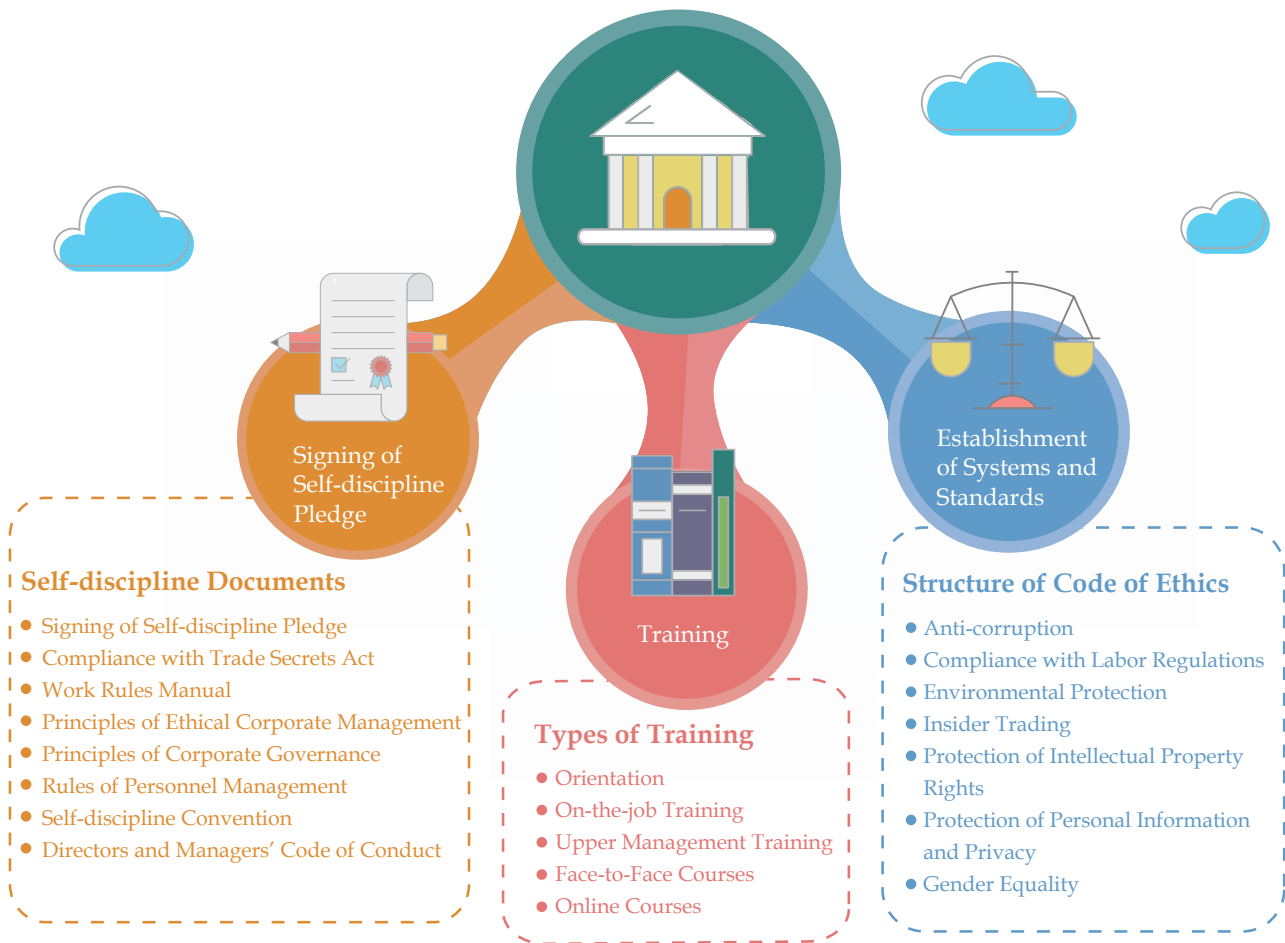 Signing of
Self-discipline
Pledge
Self-discipline Documents
● Signing of Self-discipline Pledge
● Compliance with Trade Secrets Act
● Work Rules Manual
● Principles of Ethical Corporate Management
● Principles of Corporate Governance
● Rules of Personnel Management
● Self-discipline Convention
● Directors and Managers’ Code of Conduct
Training
Types of Training
● Orientation
● On-the-job Training
● Upper Management Training
● Face-to-Face Courses
● Online Courses
Establishment
of Systems and
Standards
Structure of Code of Ethics
● Anti-corruption
● Compliance with Labor Regulations
● Environmental Protection
● Insider Trading
● Protection of Intellectual Property
Rights
● Protection of Personal Information
and Privacy
● Gender Equality